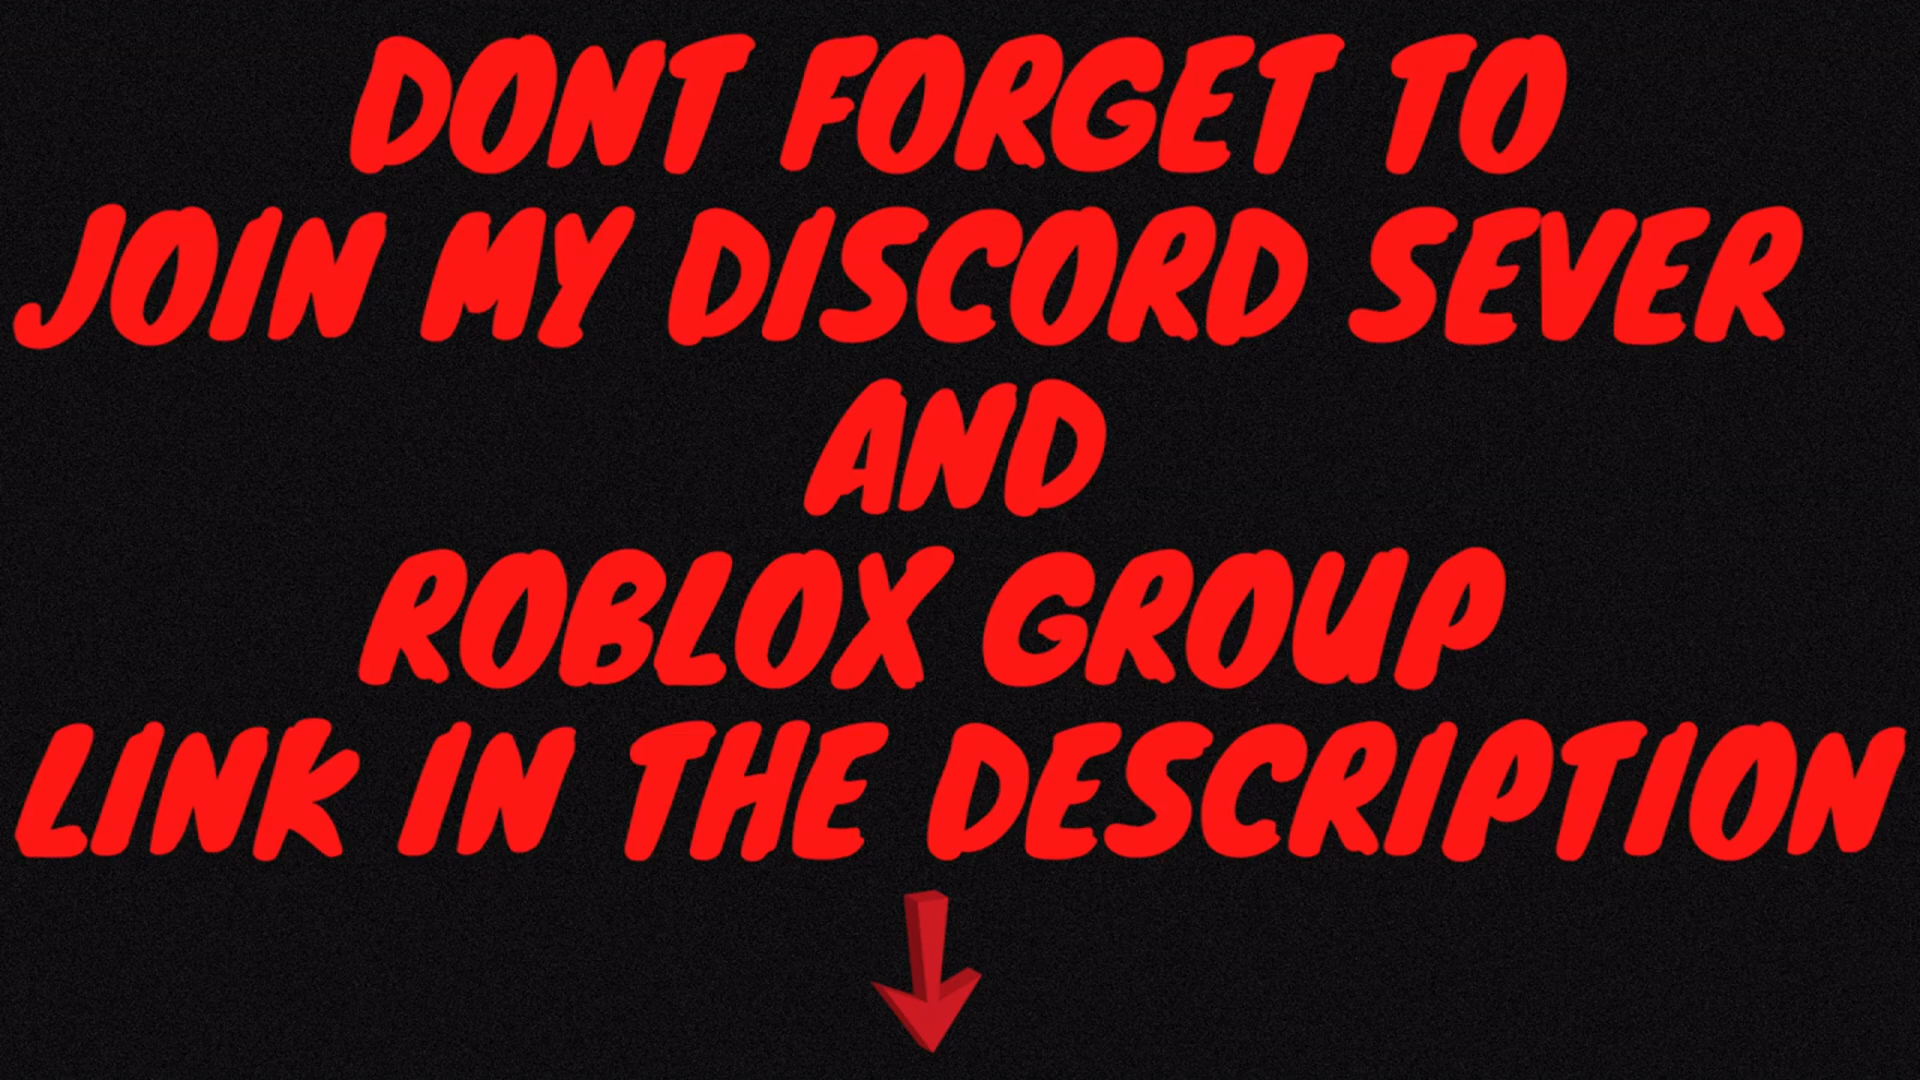 DONT FORGET TO
JOIN MY DISCORD SEVER
AND
ROBLOX GROUP
LINK IN THE DESCRIPTION